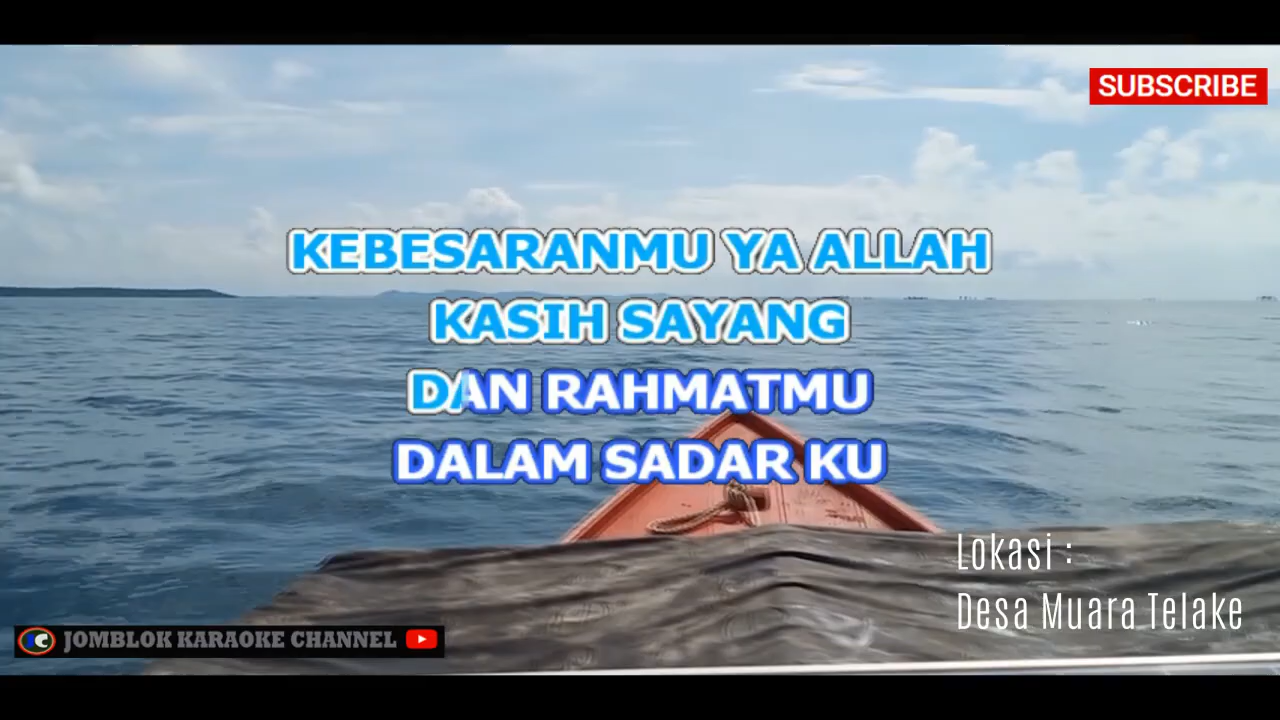 SUBSCRIBE
KEBESARANMU YA ALLAH
KASIH SAYANG
DAN RAHMATMU
DALAM SADAR KU
Lokasi :
Desa Muara Telake
JOMBLOK KARAOKE CHANNEL